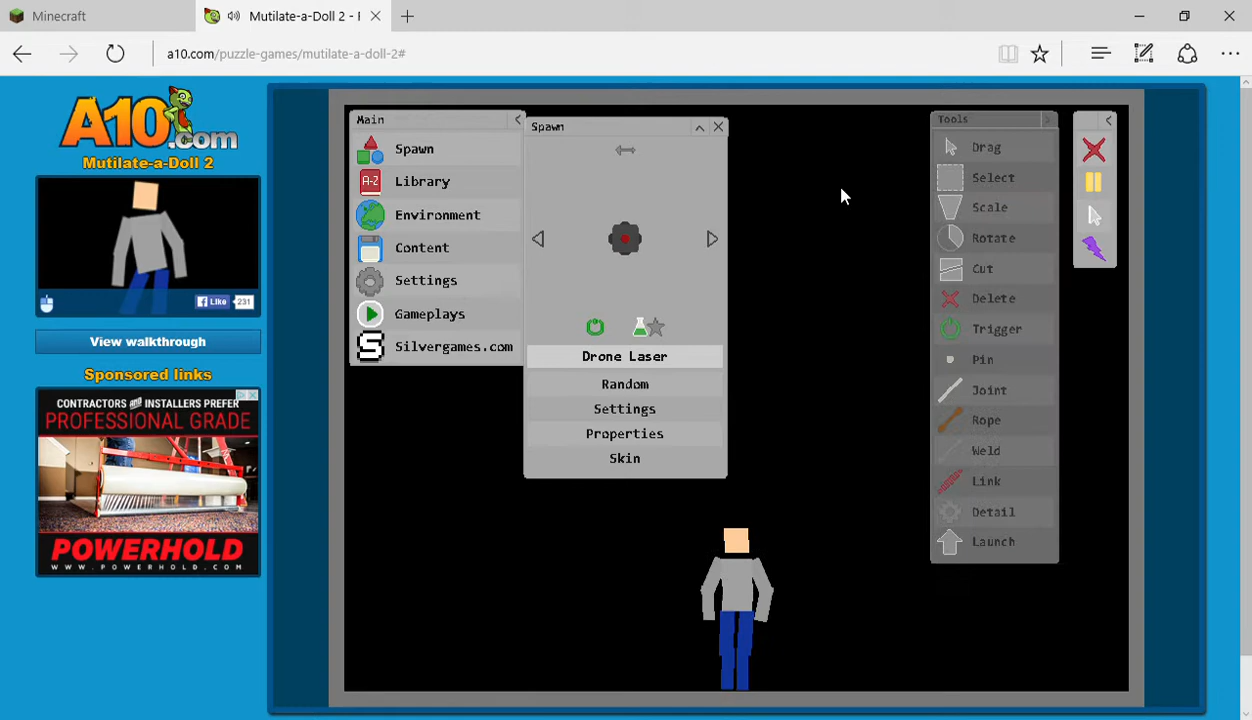 Minecraft
Mutilate-a-Doll 2 - F
a10.com/puzzle-games/mutilate-a-doll-2#
A10.com
Mutilate-a-Doll 2
Like 231
View walkthrough
Sponsored links
CONTRACTORS AND INSTALLERS PREFER
PROFESSIONAL GRADE
POWERHOLD
WWW.POWERHOLD.COM
Main
Spawn
A-Z Library
Environment
Content
Settings
Gameplays
S Silvergames.com
Spawn
Drone Laser
Random
Settings
Properties
Skin
Tools
Drag
Select
Scale
Rotate
Cut
Delete
Trigger
Pin
Joint
Rope
Weld
Link
Detail
Launch